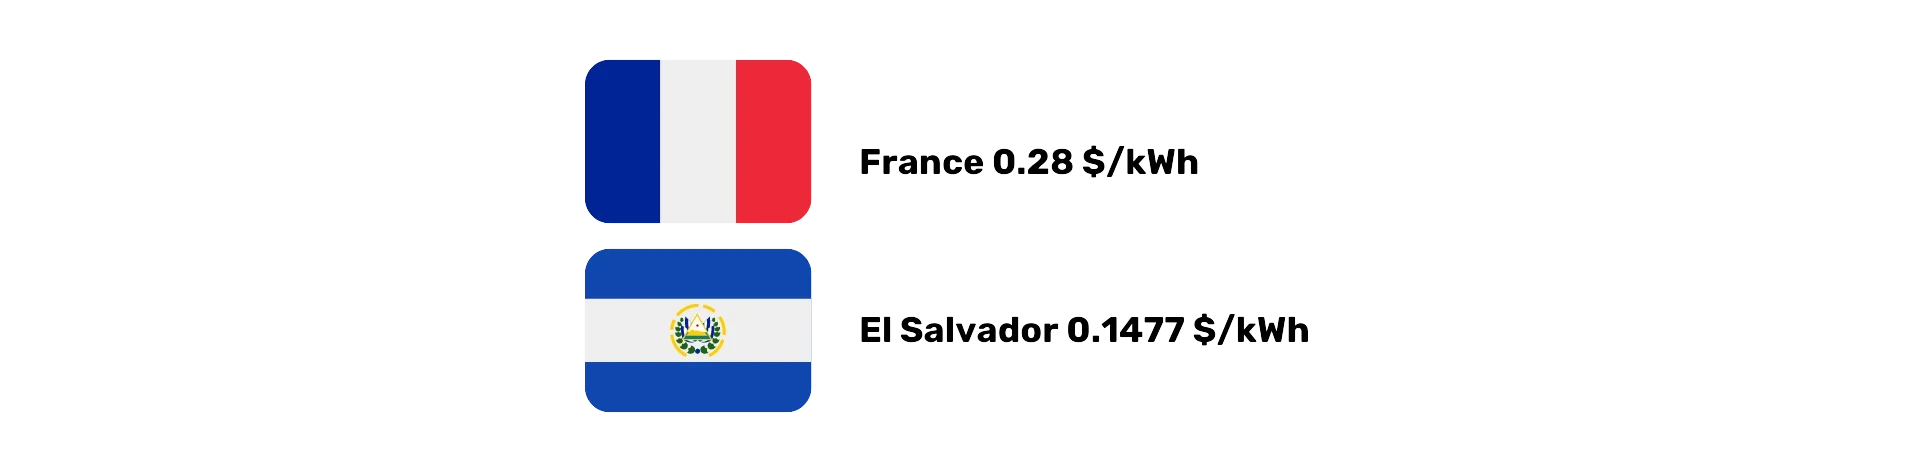 France 0.28 $/kWh
El Salvador 0.1477 $/kWh